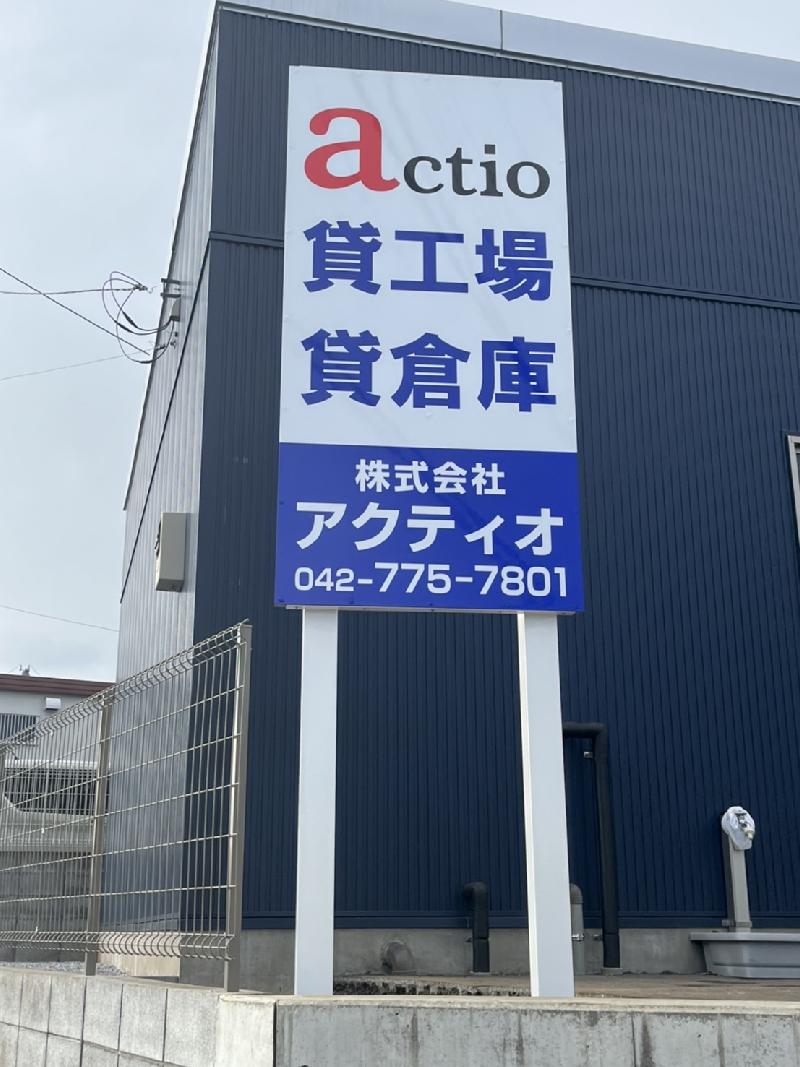 actio
貸工場
貸倉庫
株式会社
アクティオ
042-775-7801